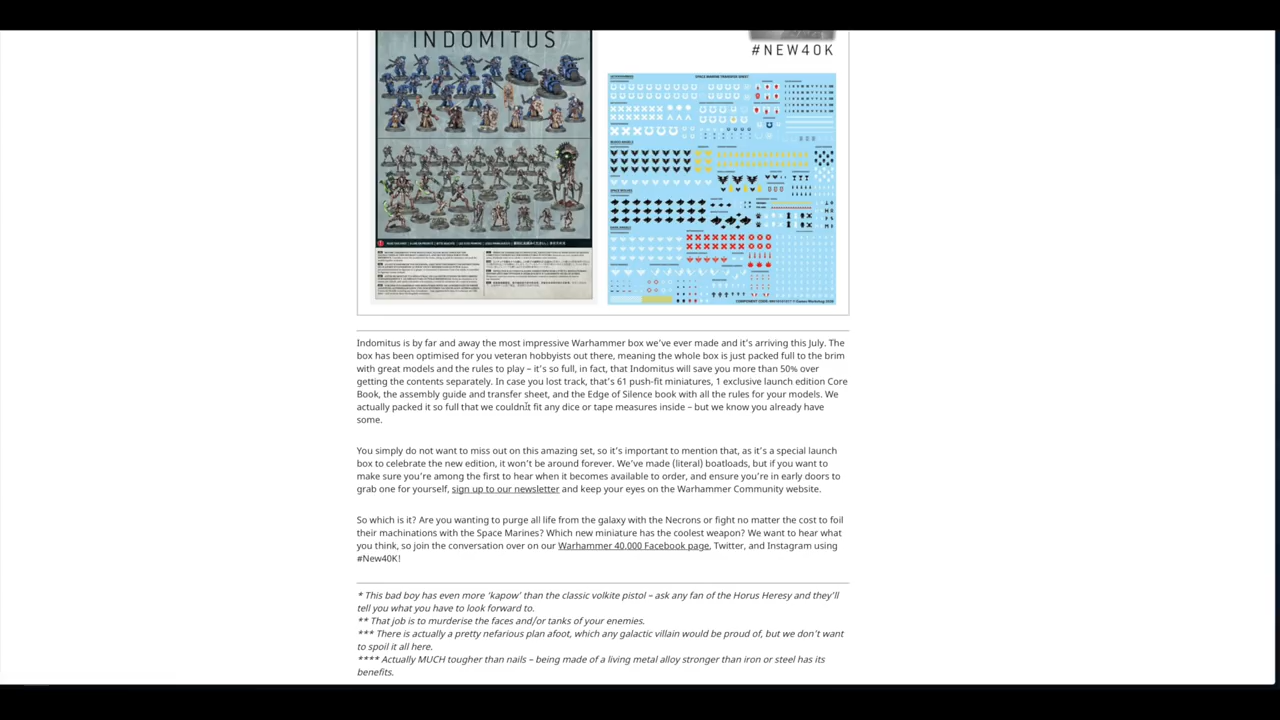 INDOMITUS
#NEW40K
Indomitus is by far and away the most impressive Warhammer box we've ever made and it's arriving this July. The
box has been optimised for you veteran hobbyists out there, meaning the whole box is just packed full to the brim
with great models and the rules to play – it's so full, in fact, that Indomitus will save you more than 50% over
getting the contents separately. In case you lost track, that's 61 push-fit miniatures, 1 exclusive launch edition Core
Book, the assembly guide and transfer sheet, and the Edge of Silence book with all the rules for your models. We
actually packed it so full that we couldn't fit any dice or tape measures inside – but we know you already have
some.
You simply do not want to miss out on this amazing set, so it's important to mention that, as it's a special launch
box to celebrate the new edition, it won't be around forever. We've made (literal) boatloads, but if you want to
make sure you're among the first to hear when it becomes available to order, and ensure you're in early doors to
grab one for yourself, sign up to our newsletter and keep your eyes on the Warhammer Community website.
So which is it? Are you wanting to purge all life from the galaxy with the Necrons or fight no matter the cost to foil
their machinations with the Space Marines? Which new miniature has the coolest weapon? We want to hear what
you think, so join the conversation over on our Warhammer 40,000 Facebook page, Twitter, and Instagram using
#New40K!
* This bad boy has even more 'kapow' than the classic volkite pistol – ask any fan of the Horus Heresy and they'll
tell you what you have to look forward to.
** That job is to murderise the faces and/or tanks of your enemies.
*** There is actually a pretty nefarious plan afoot, which any galactic villain would be proud of, but we don't want
to spoil it all here.
**** Actually MUCH tougher than nails – being made of a living metal alloy stronger than iron or steel has its
benefits.